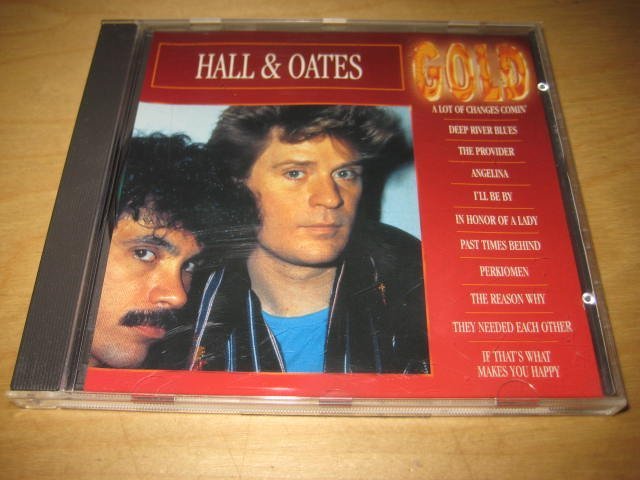 HALL & OATES
GOLD
A LOT OF CHANGES COMIN'
DEEP RIVER BLUES
THE PROVIDER
ANGELINA
I'LL BE BY
IN HONOR OF A LADY
PAST TIMES BEHIND
PERKIOMEN
THE REASON WHY
THEY NEEDED EACH OTHER
IF THAT'S WHAT
MAKES YOU HAPPY